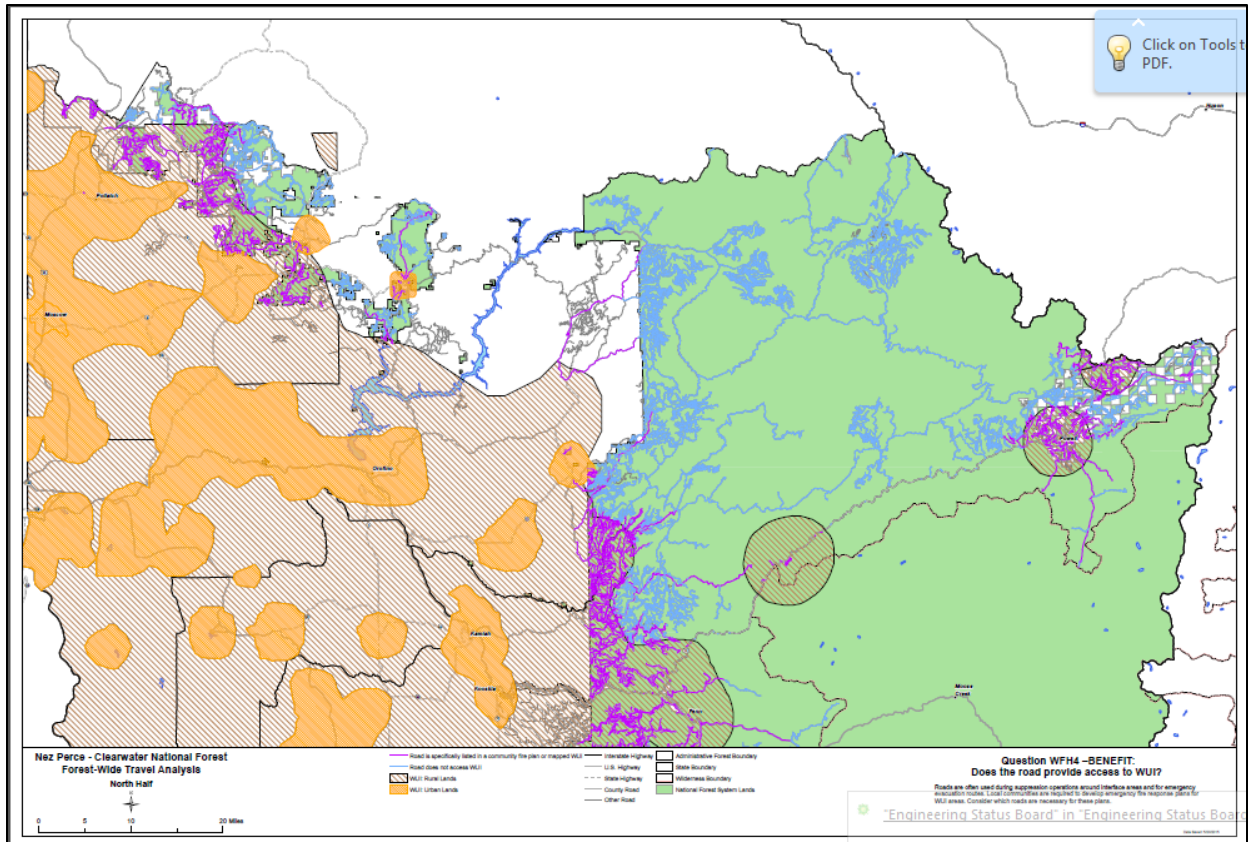 Click on Tools t
PDF.
Potlatch
Moscow
Orofino
Kamiah
Kooskia
Powell
Moose
Creek
Nez Perce - Clearwater National Forest
Forest-Wide Travel Analysis
North Half
0 5 10 20 Miles
Road is specifically listed in a community fire plan or mapped WUI
Road does not access WUI
WUI: Rural Lands
WUI: Urban Lands
Interstate Highway
U.S. Highway
State Highway
County Road
Other Road
Administrative Forest Boundary
State Boundary
Wilderness Boundary
National Forest System Lands
Question WFH4 –BENEFIT:
Does the road provide access to WUI?
Roads are often used during suppression operations around interface areas and for emergency
evacuation routes. Local communities are required to develop emergency fire response plans for
WUI areas. Consider which roads are necessary for these plans.
"Engineering Status Board" in "Engineering Status Board